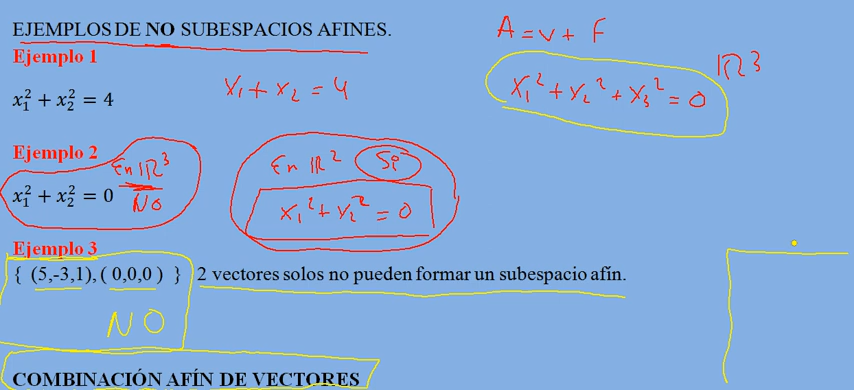 EJEMPLOS DE NO SUBESPACIOS AFINES.
A = v + F
Ejemplo 1
x₁² + x₂² = 4
x₁ + x₂ = 4
x₁² + x₂² + x₃² = 0
ℝ³
Ejemplo 2
x₁² + x₂² = 0
En ℝ³
NO
En ℝ² Si
x₁² + x₂² = 0
Ejemplo 3
{ (5,-3,1), ( 0,0,0 ) } 2 vectores solos no pueden formar un subespacio afín.
NO
COMBINACIÓN AFÍN DE VECTORES